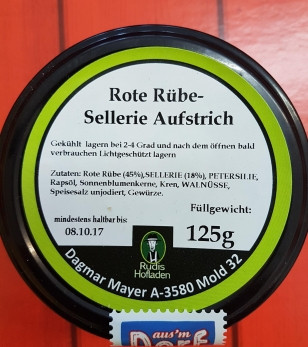 Rote Rübe-
Sellerie Aufstrich
Gekühlt lagern bei 2-4 Grad und nach dem öffnen bald
verbrauchen Lichtgeschützt lagern
Zutaten: Rote Rübe (45%),SELLERIE (18%), PETERSILIE,
Rapsöl, Sonnenblumenkerne, Kren, WALNÜSSE,
Speisesalz unjodiert, Gewürze.
Füllgewicht:
mindestens haltbar bis:
08.10.17
125g
Rudis
Hofladen
Dagmar Mayer A-3580 Mold 32
aus'm
Dorf